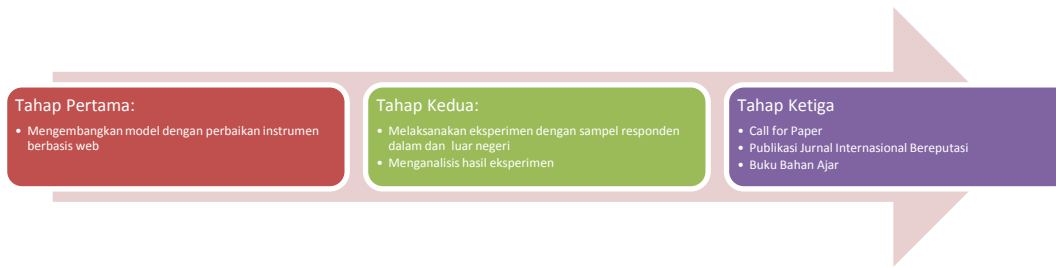 Tahap Pertama:
• Mengembangkan model dengan perbaikan instrumen
berbasis web
Tahap Kedua:
• Melaksanakan eksperimen dengan sampel responden
dalam dan luar negeri
• Menganalisis hasil eksperimen
Tahap Ketiga
• Call for Paper
• Publikasi Jurnal Internasional Bereputasi
• Buku Bahan Ajar